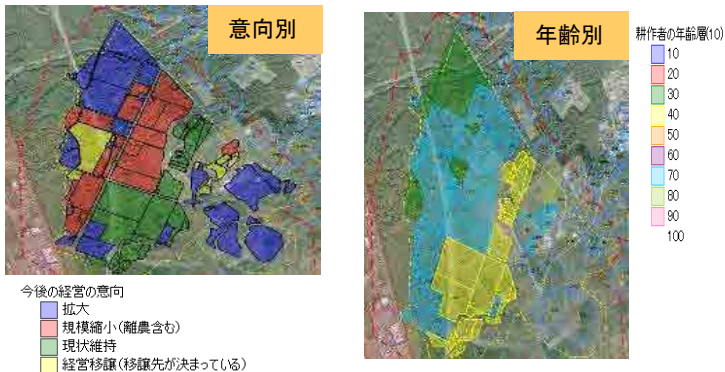 意向別
今後の経営の意向
拡大
規模縮小(離農含む)
現状維持
経営移譲(移譲先が決まっている)
年齢別
耕作者の年齢層(10)
10
20
30
40
50
60
70
80
90
100